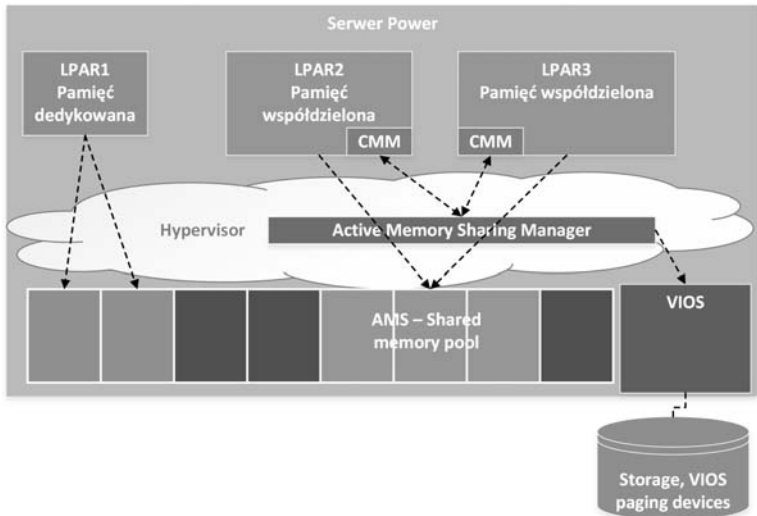 Serwer Power
LPAR1
Pamięć
dedykowana
LPAR2
Pamięć
współdzielona
CMM
LPAR3
Pamięć współdzielona
CMM
Hypervisor
Active Memory Sharing Manager
AMS – Shared
memory pool
VIOS
Storage, VIOS
paging devices